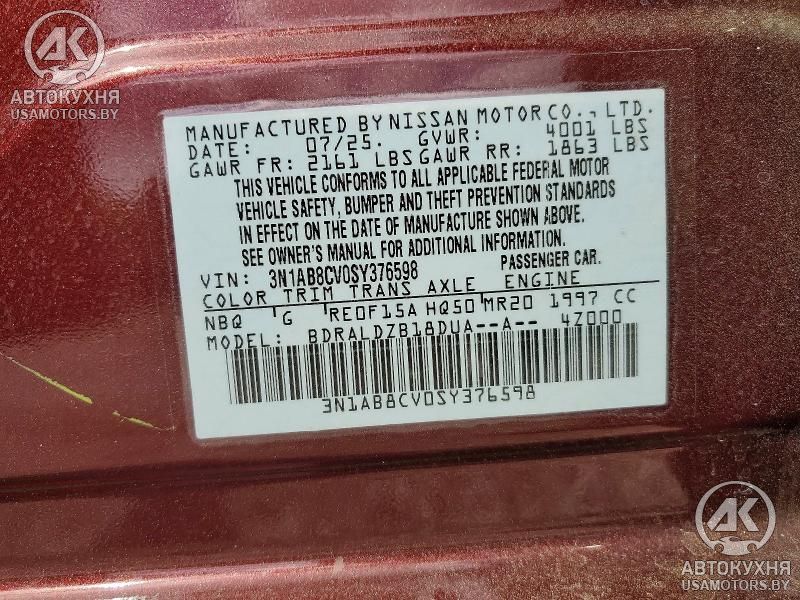 АК
АВТОКУХНЯ
USAMOTORS.BY
MANUFACTURED BY NISSAN MOTOR CO., LTD.
DATE: 07/25. GVWR: 4001 LBS
GAWR FR: 2161 LBS GAWR RR: 1863 LBS
THIS VEHICLE CONFORMS TO ALL APPLICABLE FEDERAL MOTOR
VEHICLE SAFETY, BUMPER AND THEFT PREVENTION STANDARDS
IN EFFECT ON THE DATE OF MANUFACTURE SHOWN ABOVE.
SEE OWNER'S MANUAL FOR ADDITIONAL INFORMATION.
VIN: 3N1AB8CV0SY376598 PASSENGER CAR.
COLOR TRIM TRANS AXLE ENGINE
NBQ G RE0F15A HQ50 MR20 1997 CC
MODEL: BDRALDZB18DUA--A-- 4Z000
3N1AB8CV0SY376598
АК
АВТОКУХНЯ
USAMOTORS.BY